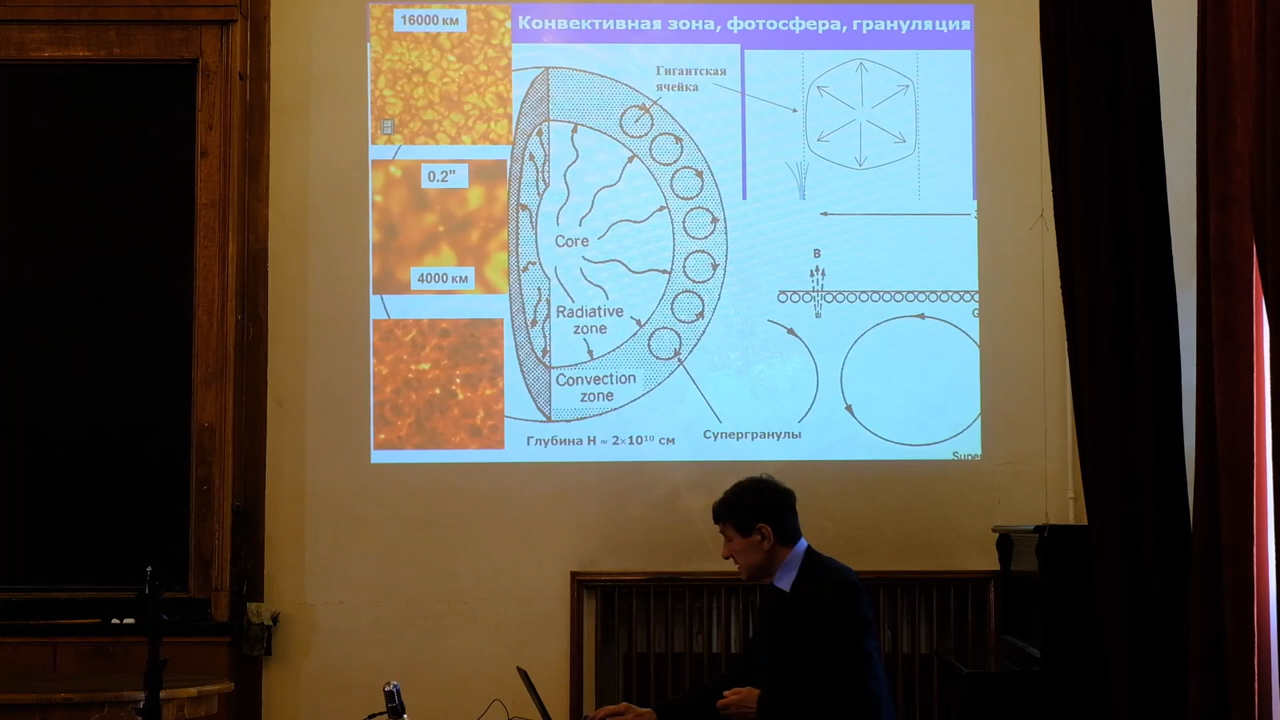 Конвективная зона, фотосфера, грануляция
16000 км
Гигантская
ячейка
0.2"
4000 км
Core
Radiative
zone
Convection
zone
B
G
Глубина H ≈ 2×10¹⁰ см
Супергранулы
Super